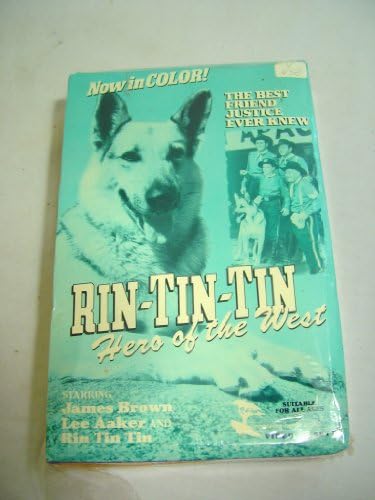 Now in COLOR!
THE BEST
FRIEND
JUSTICE
EVER KNEW
RIN-TIN-TIN
Hero of the West
STARRING
James Brown
Lee Aaker AND
Rin Tin Tin
SUITABLE
FOR ALL AGES